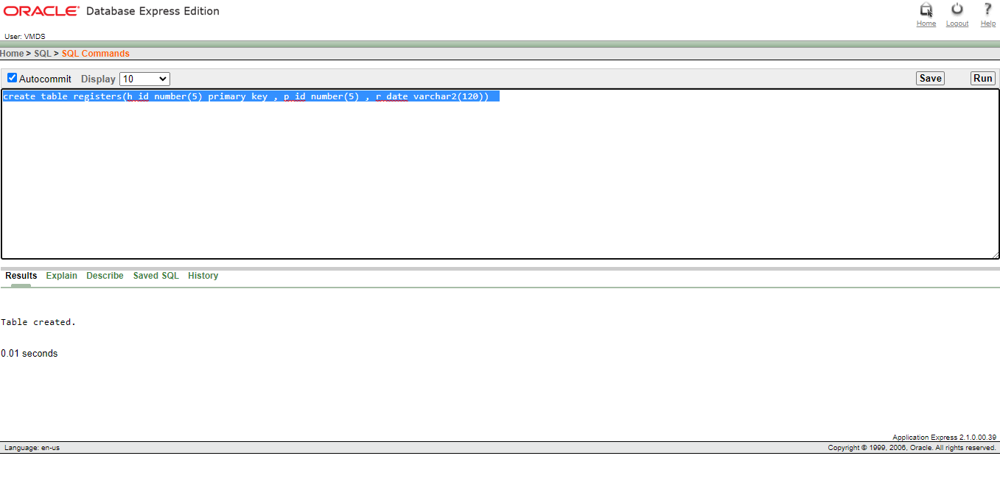 ORACLE® Database Express Edition
Home Logout Help
User: VMDS
Home > SQL > SQL Commands
Autocommit Display 10 Save Run
create table registers(h_id number(5) primary key , p_id number(5) , r_date varchar2(120))
Results Explain Describe Saved SQL History
Table created.
0.01 seconds
Application Express 2.1.0.00.39
Language: en-us Copyright © 1999, 2006, Oracle. All rights reserved.